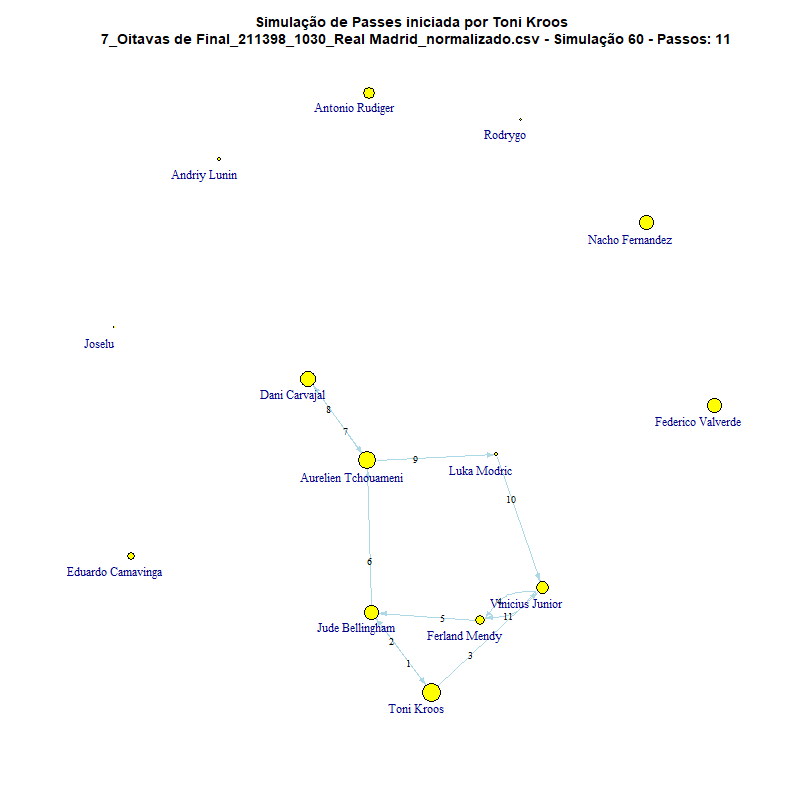 Simulação de Passes iniciada por Toni Kroos
7_Oitavas de Final_211398_1030_Real Madrid_normalizado.csv - Simulação 60 - Passos: 11
Antonio Rudiger
Rodrygo
Andriy Lunin
Nacho Fernandez
Joselu
Dani Carvajal
8
Federico Valverde
7
9
Luka Modric
Aurelien Tchouameni
10
6
Eduardo Camavinga
4
Vinicius Junior
5
11
Jude Bellingham
Ferland Mendy
2
3
1
Toni Kroos